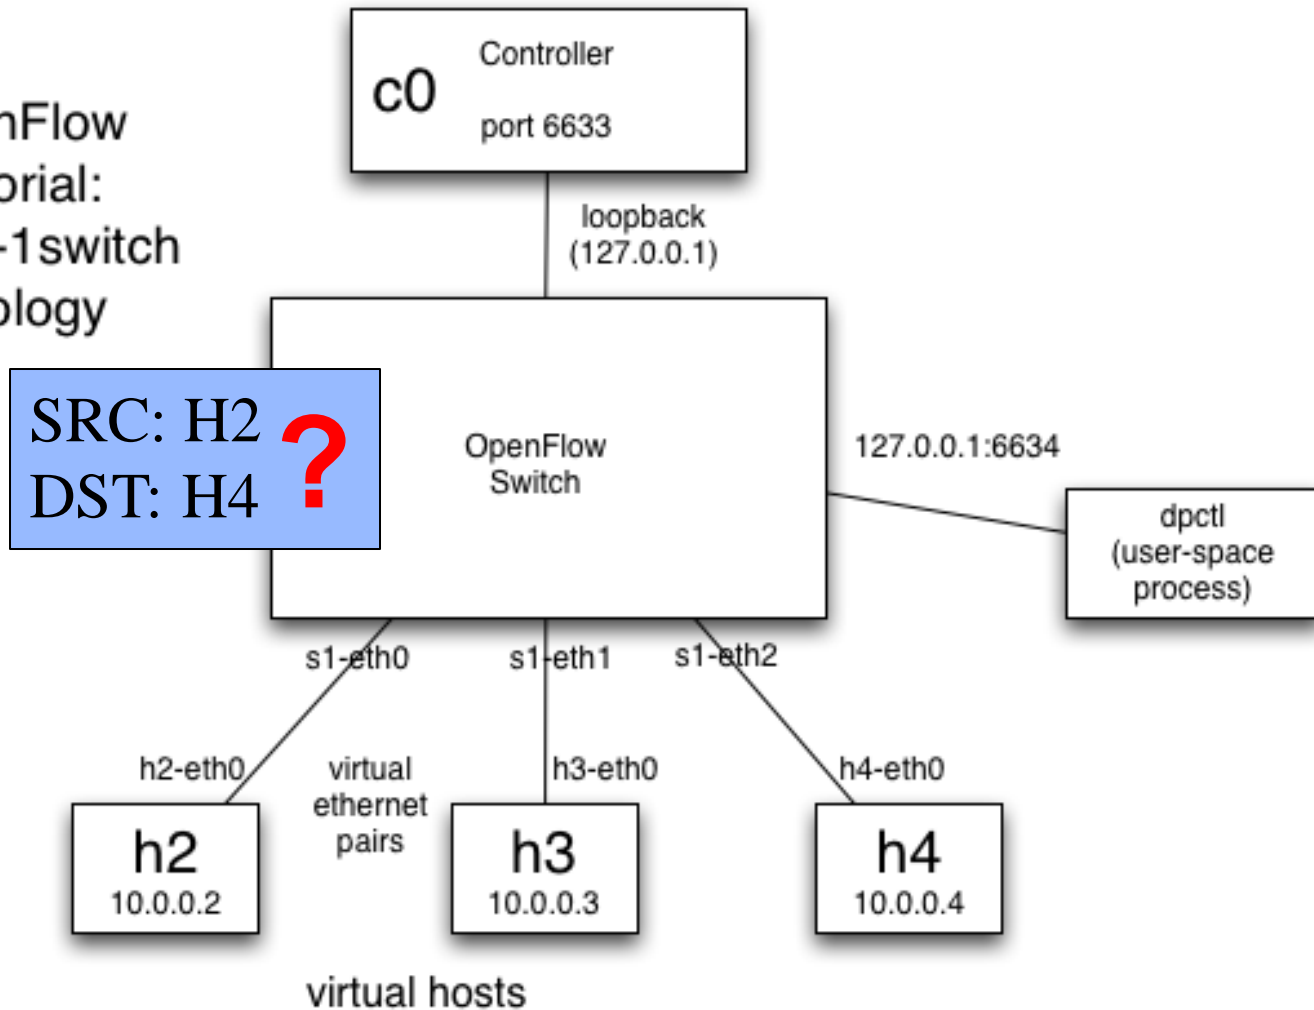 Controller
c0
port 6633
nFlow
orial:
-1switch
ology
loopback
(127.0.0.1)
SRC: H2
DST: H4
?
OpenFlow
Switch
127.0.0.1:6634
dpctl
(user-space
process)
s1-eth0
s1-eth1
s1-eth2
h2-eth0
virtual
ethernet
pairs
h3-eth0
h4-eth0
h2
10.0.0.2
h3
10.0.0.3
h4
10.0.0.4
virtual hosts